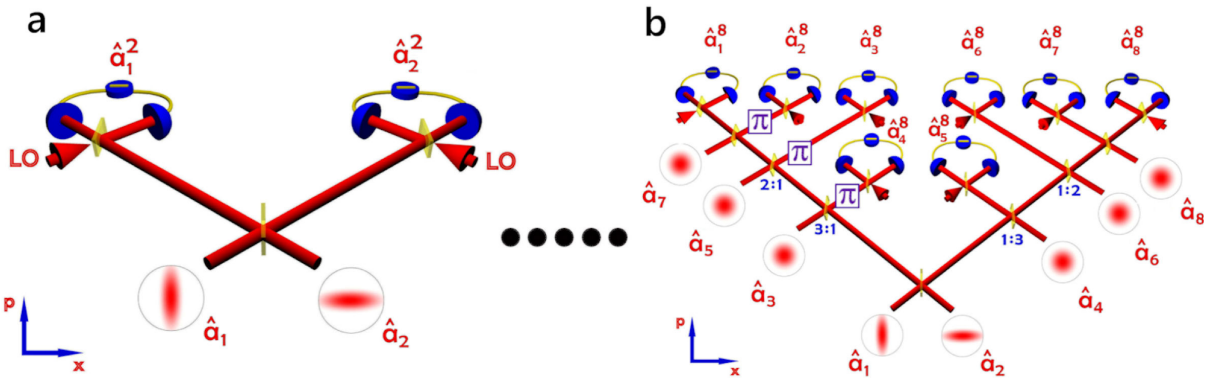 a
â₁²
â₂²
LO
LO
â₁
â₂
p
x
b
â₁⁸
â₂⁸
â₃⁸
â₆⁸
â₇⁸
â₈⁸
π
â₄⁸
â₅⁸
π
â₇
2:1
π
1:2
â₈
â₅
3:1
1:3
â₆
â₃
â₄
p
x
â₁
â₂